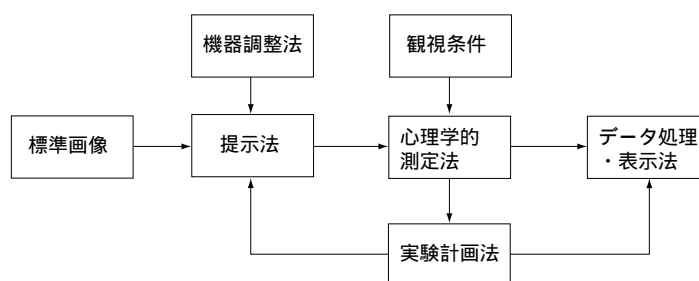 機器調整法
観視条件
標準画像
提示法
心理学的
測定法
データ処理
・表示法
実験計画法